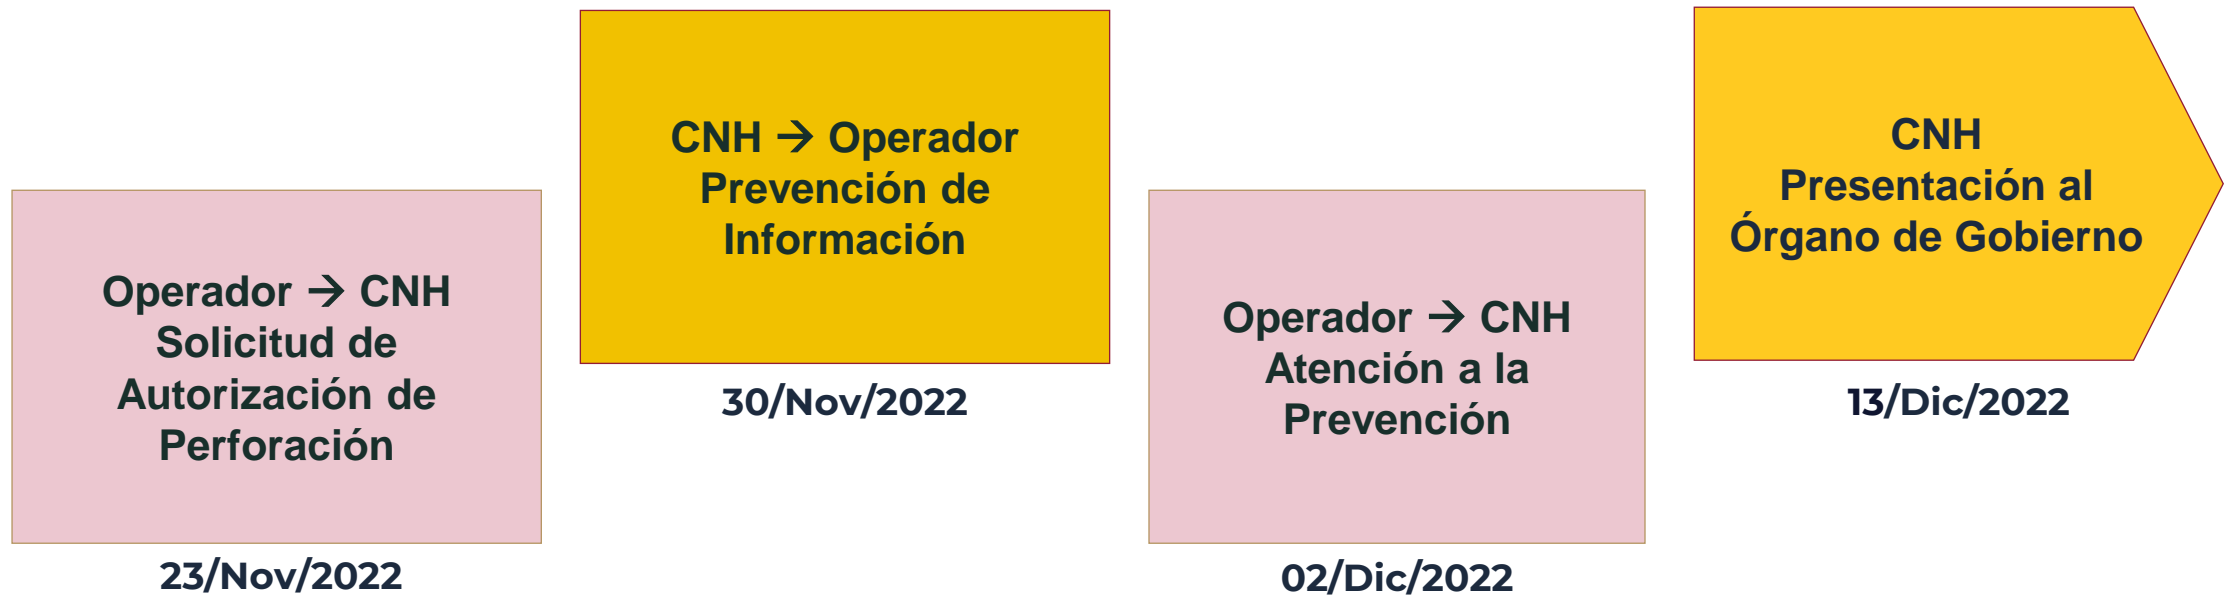 Operador → CNH
Solicitud de
Autorización de
Perforación
23/Nov/2022
CNH → Operador
Prevención de
Información
30/Nov/2022
Operador → CNH
Atención a la
Prevención
02/Dic/2022
CNH
Presentación al
Órgano de Gobierno
13/Dic/2022